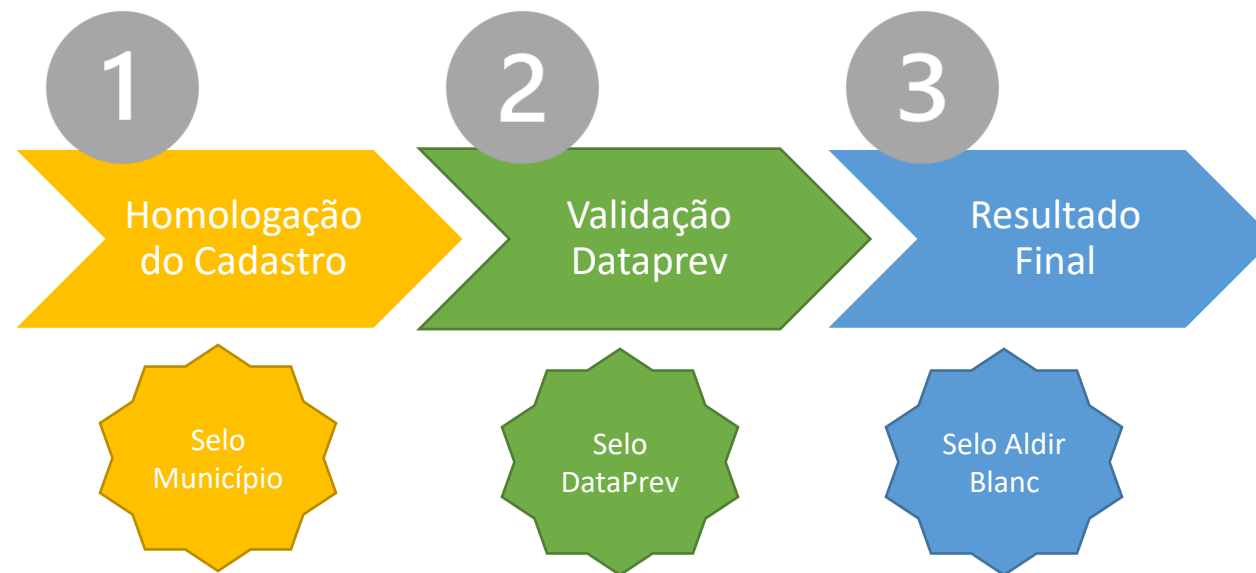 1
2
3
Homologação
do Cadastro
Validação
Dataprev
Resultado
Final
Selo
Município
Selo
DataPrev
Selo Aldir
Blanc